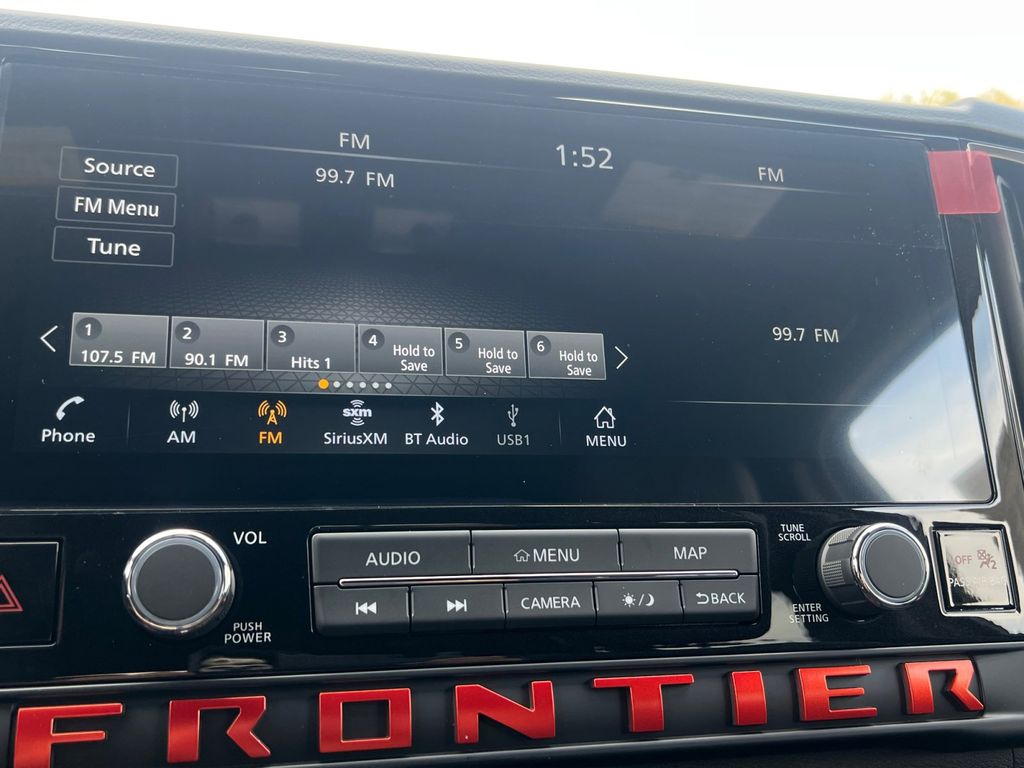 FM
1:52
99.7 FM
FM
Source
FM Menu
Tune
99.7 FM
1
107.5 FM
2
90.1 FM
3
Hits 1
4
Hold to
Save
5
Hold to
Save
6
Hold to
Save
Phone
AM
FM
sxm
SiriusXM
BT Audio
USB1
MENU
VOL
PUSH
POWER
AUDIO
MENU
MAP
CAMERA
BACK
TUNE
SCROLL
ENTER
SETTING
OFF
2
PASS AIR BAG
FRONTIER